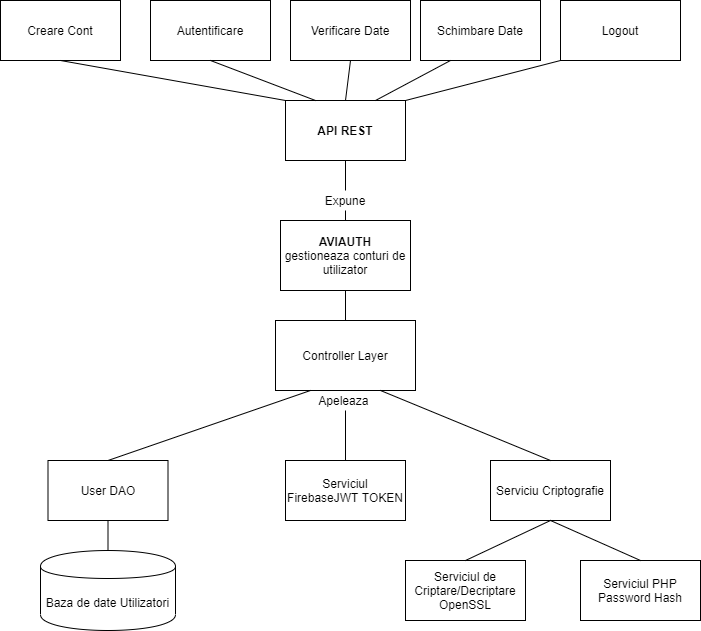 Creare Cont
Autentificare
Verificare Date
Schimbare Date
Logout
API REST
Expune
AVIAUTH
gestioneaza conturi de
utilizator
Controller Layer
Apeleaza
User DAO
Serviciul
FirebaseJWT TOKEN
Serviciu Criptografie
Baza de date Utilizatori
Serviciul de
Criptare/Decriptare
OpenSSL
Serviciul PHP
Password Hash